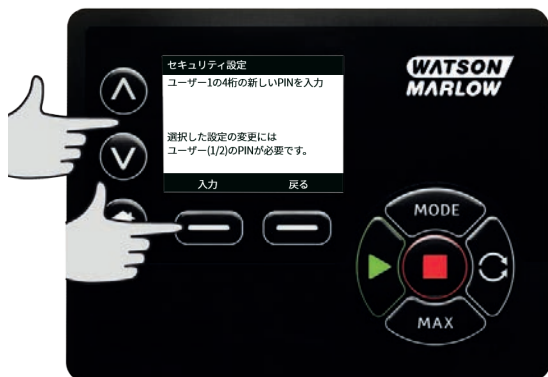 セキュリティ設定
ユーザー1の4桁の新しいPINを入力
選択した設定の変更には
ユーザー(1/2)のPINが必要です。
入力 戻る
WATSON
MARLOW
MODE
MAX